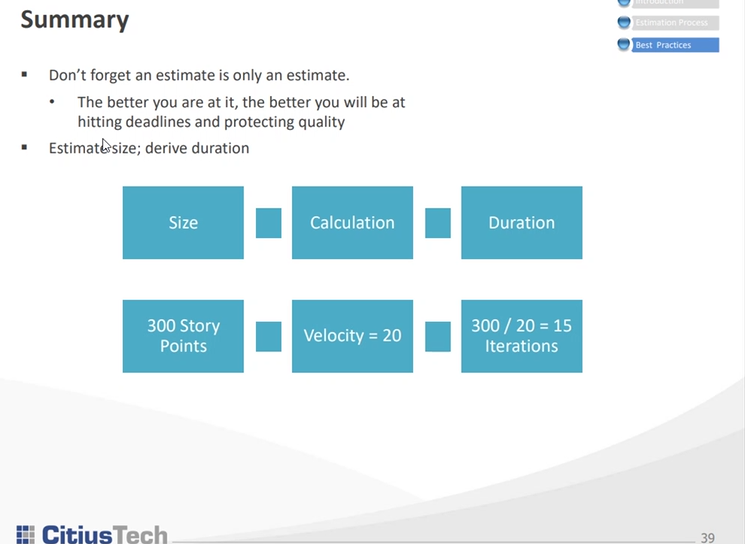 Summary
Introduction
Estimation Process
Best Practices
Don't forget an estimate is only an estimate.
The better you are at it, the better you will be at
hitting deadlines and protecting quality
Estimate size; derive duration
Size
Calculation
Duration
300 Story
Points
Velocity = 20
300 / 20 = 15
Iterations
CitiusTech
39